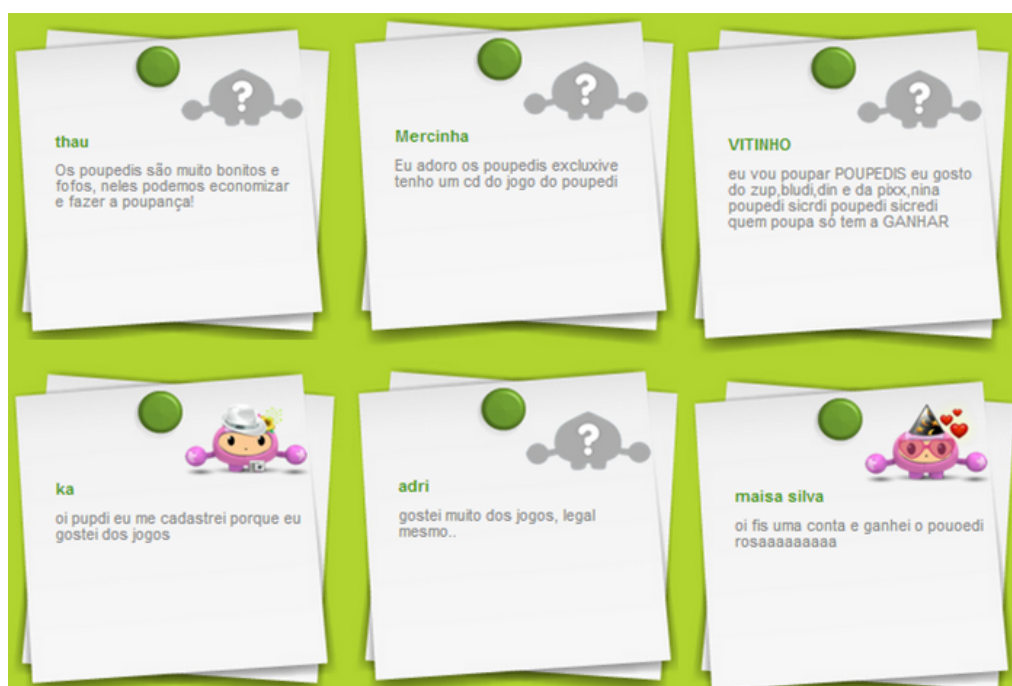 thau
Os poupedis são muito bonitos e
fofos, neles podemos economizar
e fazer a poupança!
Mercinha
Eu adoro os poupedis excluxive
tenho um cd do jogo do poupedi
VITINHO
eu vou poupar POUPEDIS eu gosto
do zup,bludi,din e da pixx,nina
poupedi sicrdi poupedi sicredi
quem poupa só tem a GANHAR
ka
oi pupdi eu me cadastrei porque eu
gostei dos jogos
adri
gostei muito dos jogos, legal
mesmo..
maisa silva
oi fis uma conta e ganhei o pouoedi
rosaaaaaaaaa